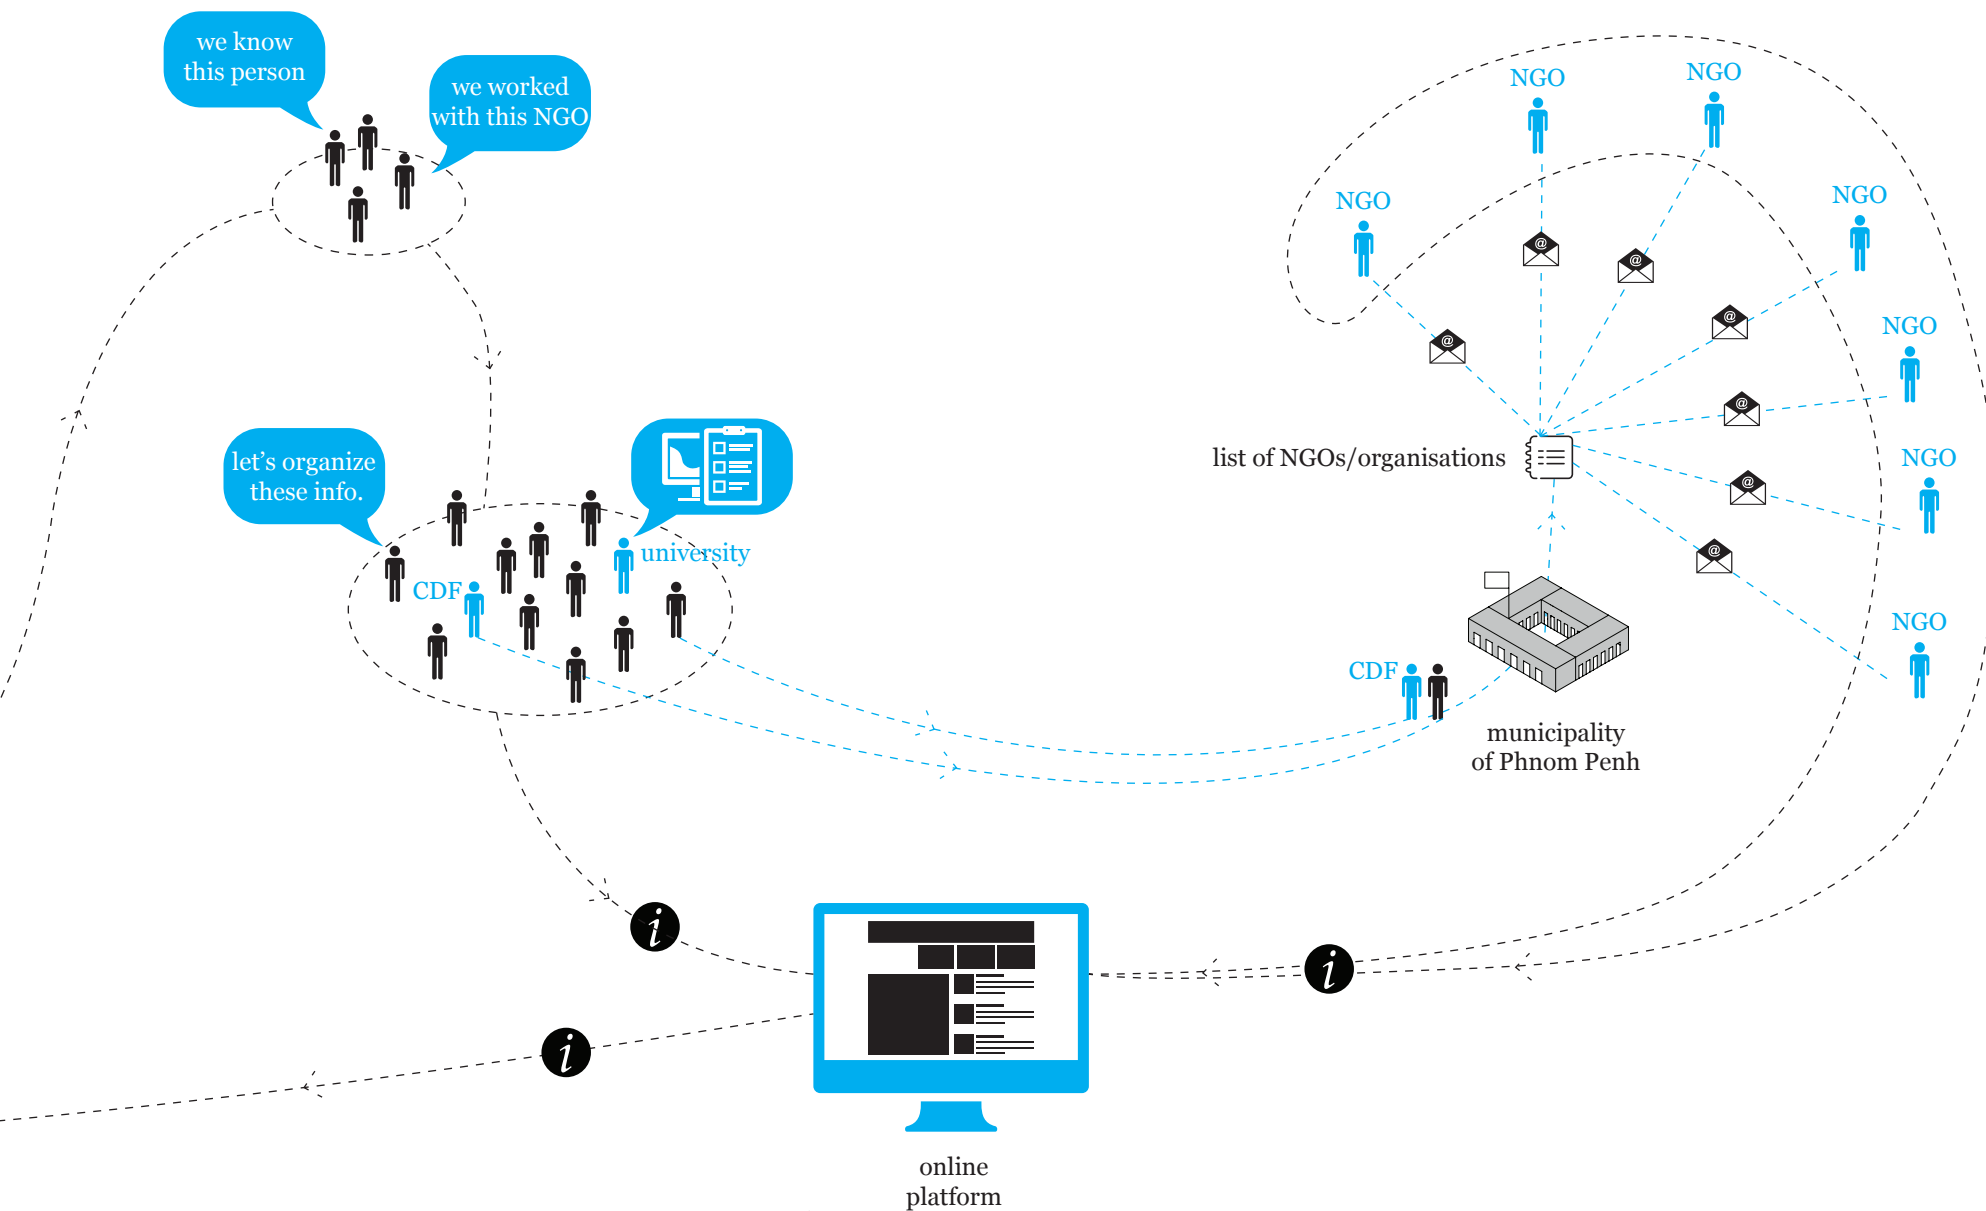 we know
this person
we worked
with this NGO
NGO
NGO
NGO
NGO
NGO
NGO
NGO
@
@
@
@
@
@
@
list of NGOs/organisations
let's organize
these info.
university
CDF
CDF
municipality
of Phnom Penh
i
i
i
online
platform